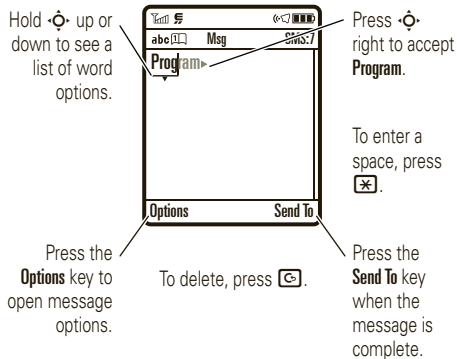 Hold up or
down to see a
list of word
options.
abc 1 Msg SMS:7
Program
Press
right to accept
Program.
To enter a
space, press
*.
Options Send To
Press the
Options key to
open message
options.
To delete, press C.
Press the
Send To key
when the
message is
complete.